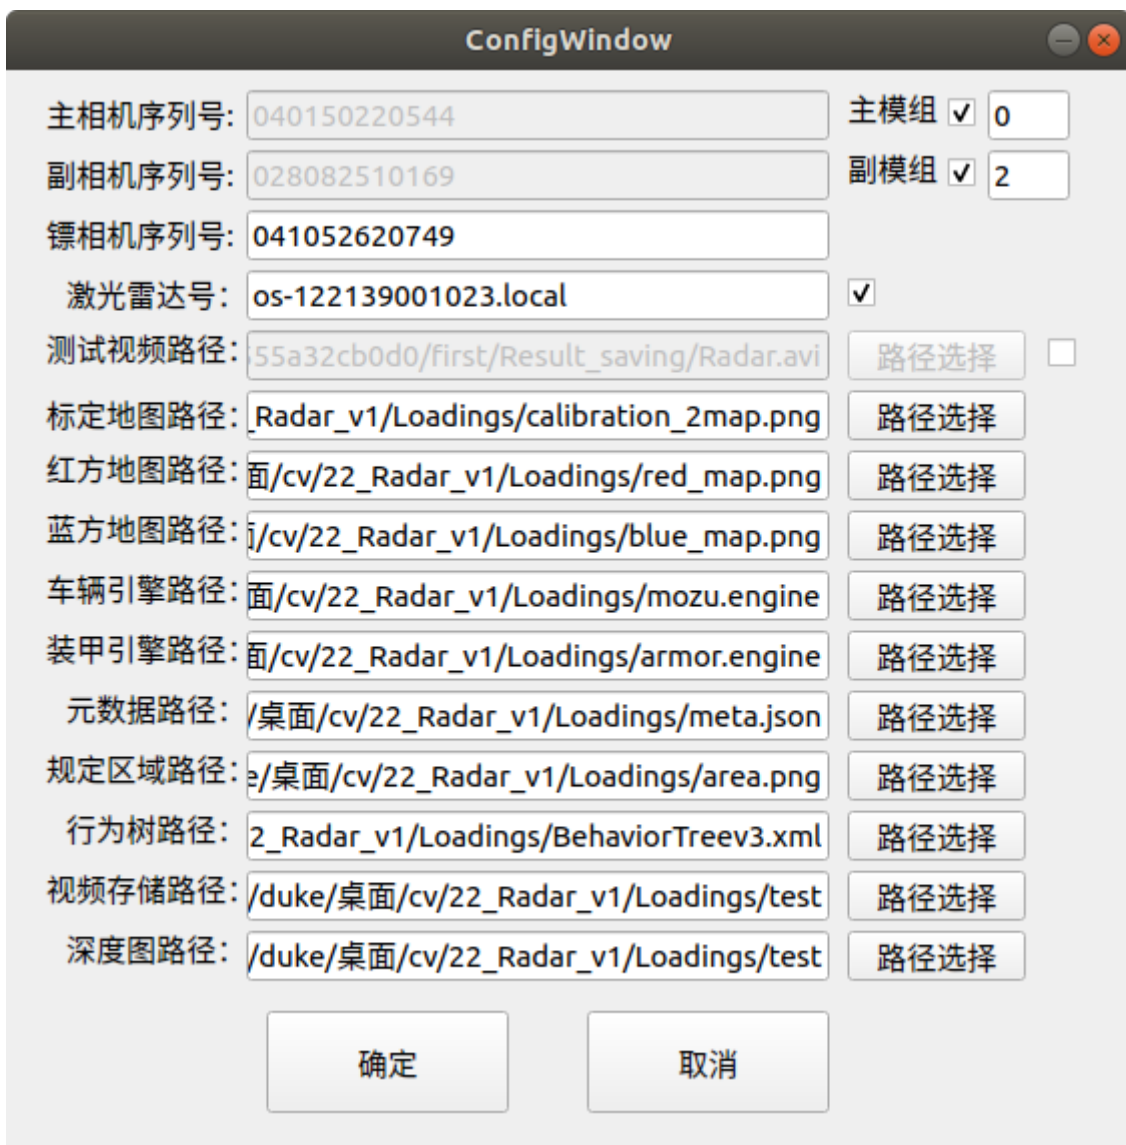 ConfigWindow
主相机序列号: 040150220544 主模组 0
副相机序列号: 028082510169 副模组 2
镖相机序列号: 041052620749
激光雷达号: os-122139001023.local
测试视频路径: 55a32cb0d0/first/Result_saving/Radar.avi 路径选择
标定地图路径: _Radar_v1/Loadings/calibration_2map.png 路径选择
红方地图路径: 面/cv/22_Radar_v1/Loadings/red_map.png 路径选择
蓝方地图路径: /cv/22_Radar_v1/Loadings/blue_map.png 路径选择
车辆引擎路径: 面/cv/22_Radar_v1/Loadings/mozu.engine 路径选择
装甲引擎路径: 面/cv/22_Radar_v1/Loadings/armor.engine 路径选择
元数据路径: /桌面/cv/22_Radar_v1/Loadings/meta.json 路径选择
规定区域路径: e/桌面/cv/22_Radar_v1/Loadings/area.png 路径选择
行为树路径: 2_Radar_v1/Loadings/BehaviorTreev3.xml 路径选择
视频存储路径: /duke/桌面/cv/22_Radar_v1/Loadings/test 路径选择
深度图路径: /duke/桌面/cv/22_Radar_v1/Loadings/test 路径选择
确定 取消